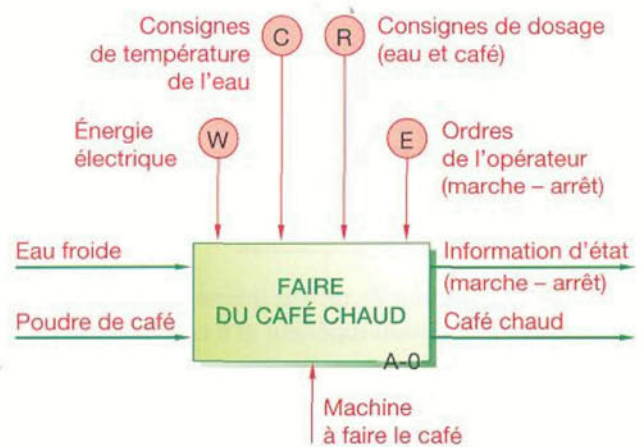 Consignes
de température
de l'eau
C
R
Consignes de dosage
(eau et café)
Énergie
électrique
W
E
Ordres
de l'opérateur
(marche – arrêt)
Eau froide
Poudre de café
FAIRE
DU CAFÉ CHAUD
A-0
Information d'état
(marche – arrêt)
Café chaud
Machine
à faire le café